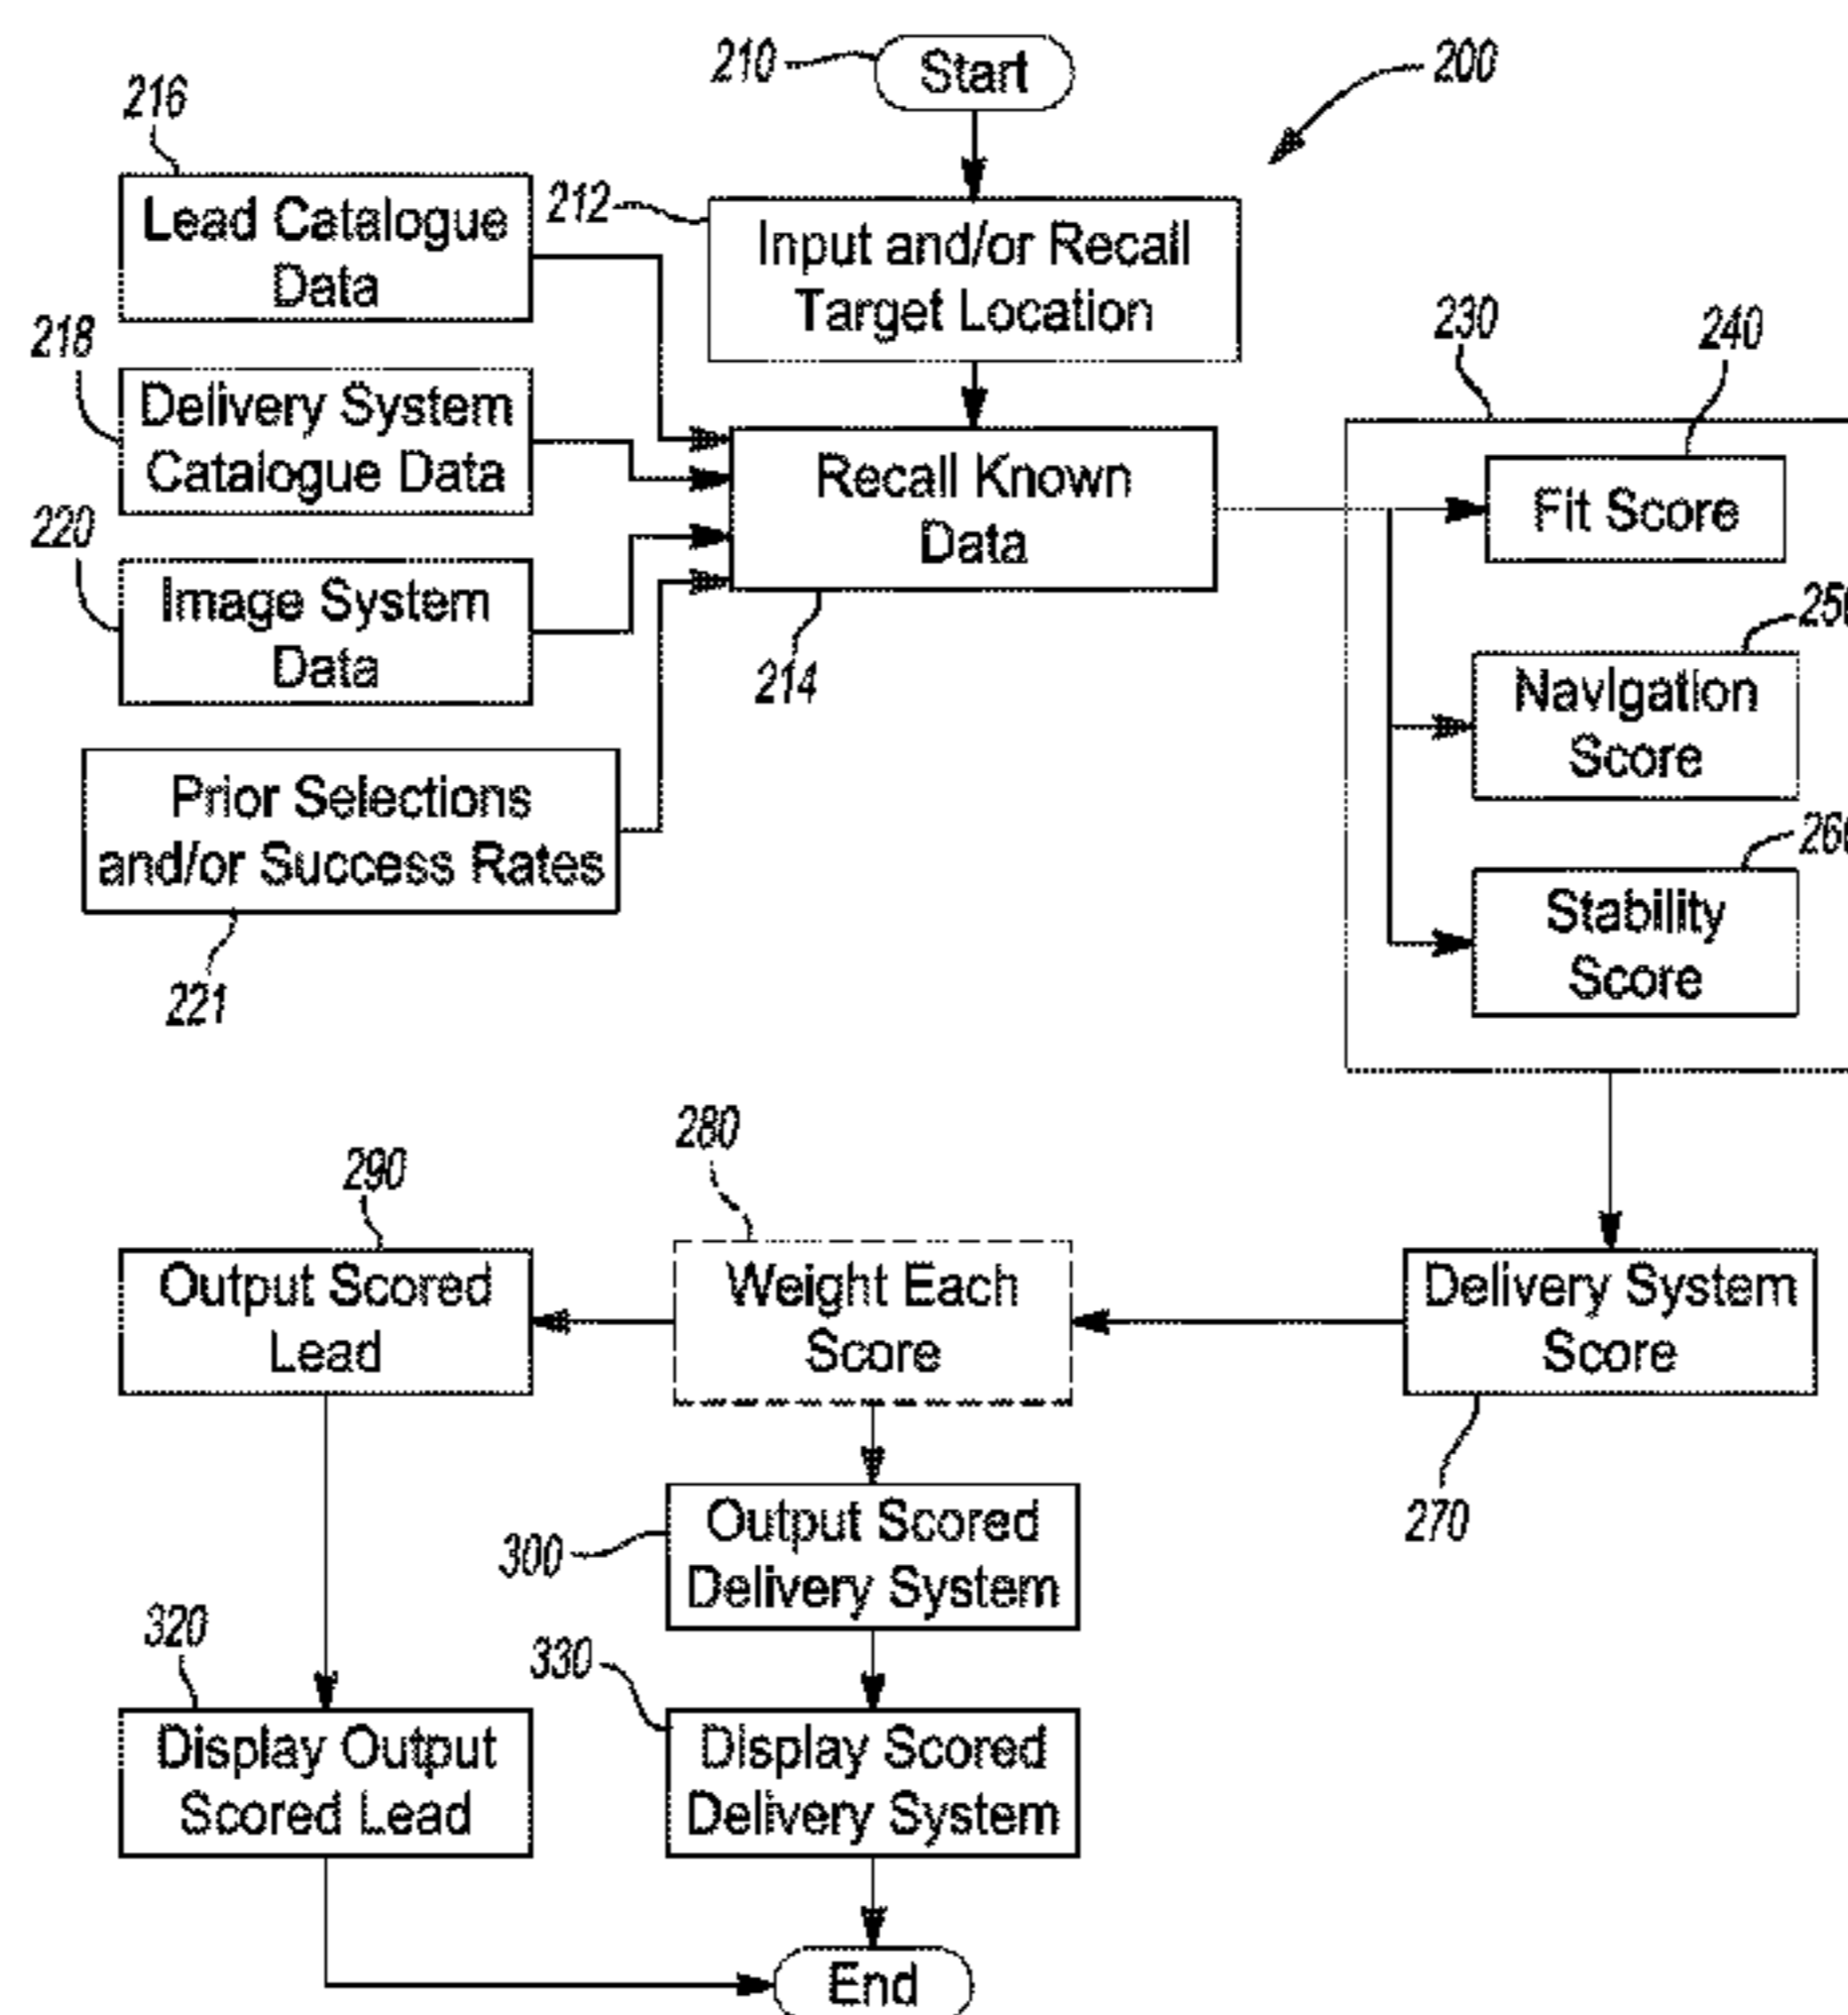 210
Start
200
216
Lead Catalogue
Data
212
Input and/or Recall
Target Location
218
Delivery System
Catalogue Data
230
240
Recall Known
Data
Fit Score
220
Image System
Data
214
Navigation
Score
Prior Selections
and/or Success Rates
221
Stability
Score
280
290
Output Scored
Lead
Weight Each
Score
Delivery System
Score
270
300
Output Scored
Delivery System
320
330
Display Output
Scored Lead
Display Scored
Delivery System
End